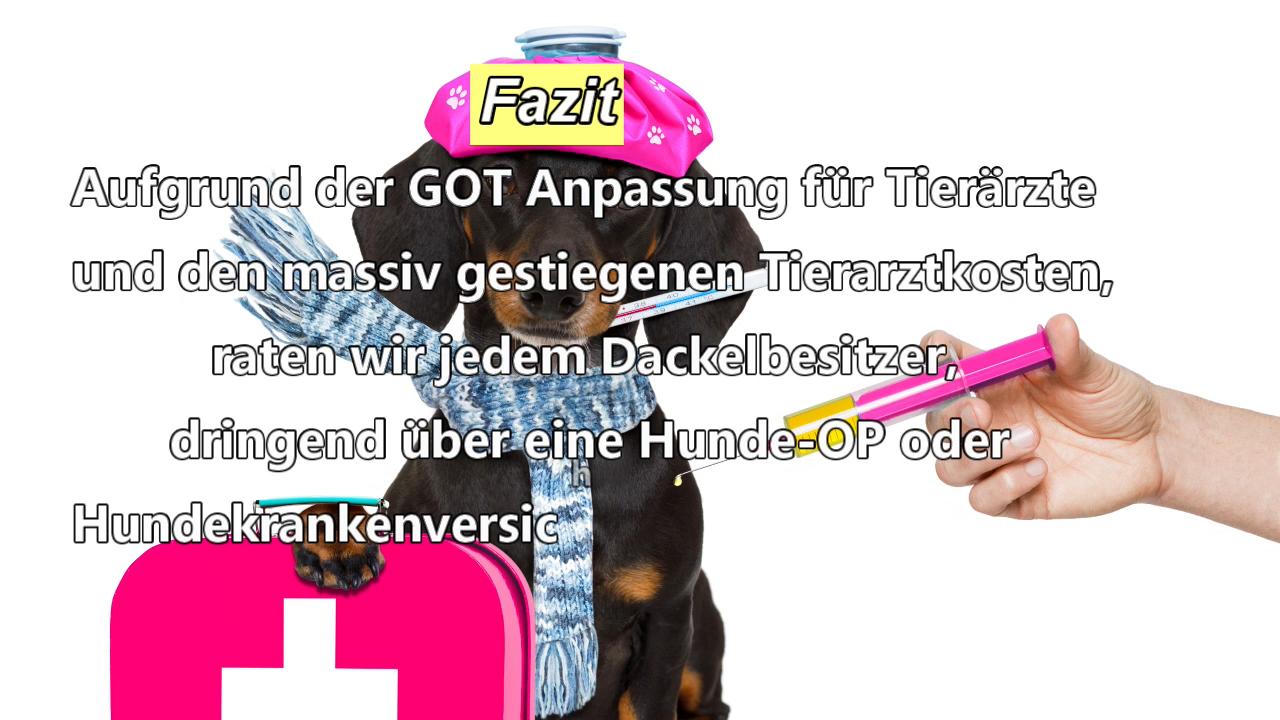 Fazit
Aufgrund der GOT Anpassung für Tierärzte
und den massiv gestiegenen Tierarztkosten,
raten wir jedem Dackelbesitzer,
dringend über eine Hunde-OP oder
Hundekrankenversich